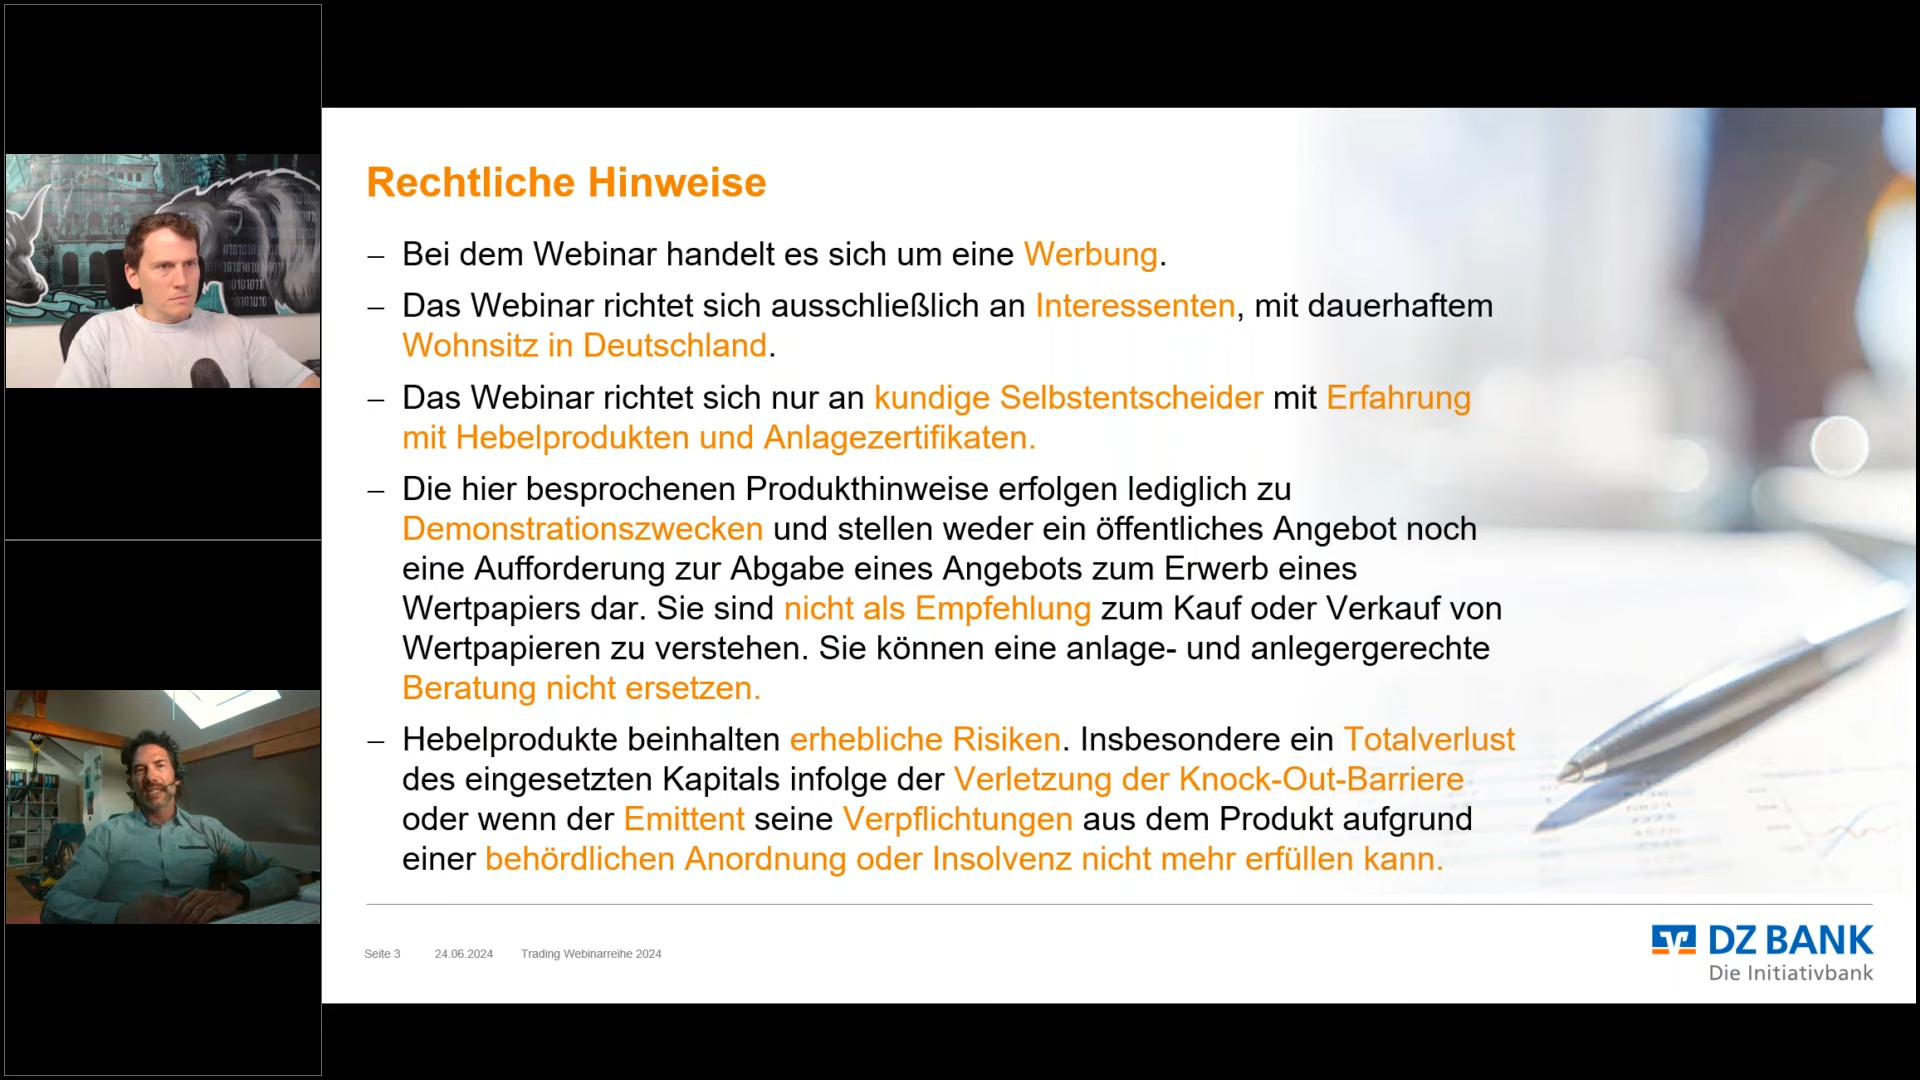 Rechtliche Hinweise
– Bei dem Webinar handelt es sich um eine Werbung.
– Das Webinar richtet sich ausschließlich an Interessenten, mit dauerhaftem
Wohnsitz in Deutschland.
– Das Webinar richtet sich nur an kundige Selbstentscheider mit Erfahrung
mit Hebelprodukten und Anlagezertifikaten.
– Die hier besprochenen Produkthinweise erfolgen lediglich zu
Demonstrationszwecken und stellen weder ein öffentliches Angebot noch
eine Aufforderung zur Abgabe eines Angebots zum Erwerb eines
Wertpapiers dar. Sie sind nicht als Empfehlung zum Kauf oder Verkauf von
Wertpapieren zu verstehen. Sie können eine anlage- und anlegergerechte
Beratung nicht ersetzen.
– Hebelprodukte beinhalten erhebliche Risiken. Insbesondere ein Totalverlust
des eingesetzten Kapitals infolge der Verletzung der Knock-Out-Barriere
oder wenn der Emittent seine Verpflichtungen aus dem Produkt aufgrund
einer behördlichen Anordnung oder Insolvenz nicht mehr erfüllen kann.
Seite 3 24.06.2024 Trading Webinarreihe 2024
DZ BANK
Die Initiativbank